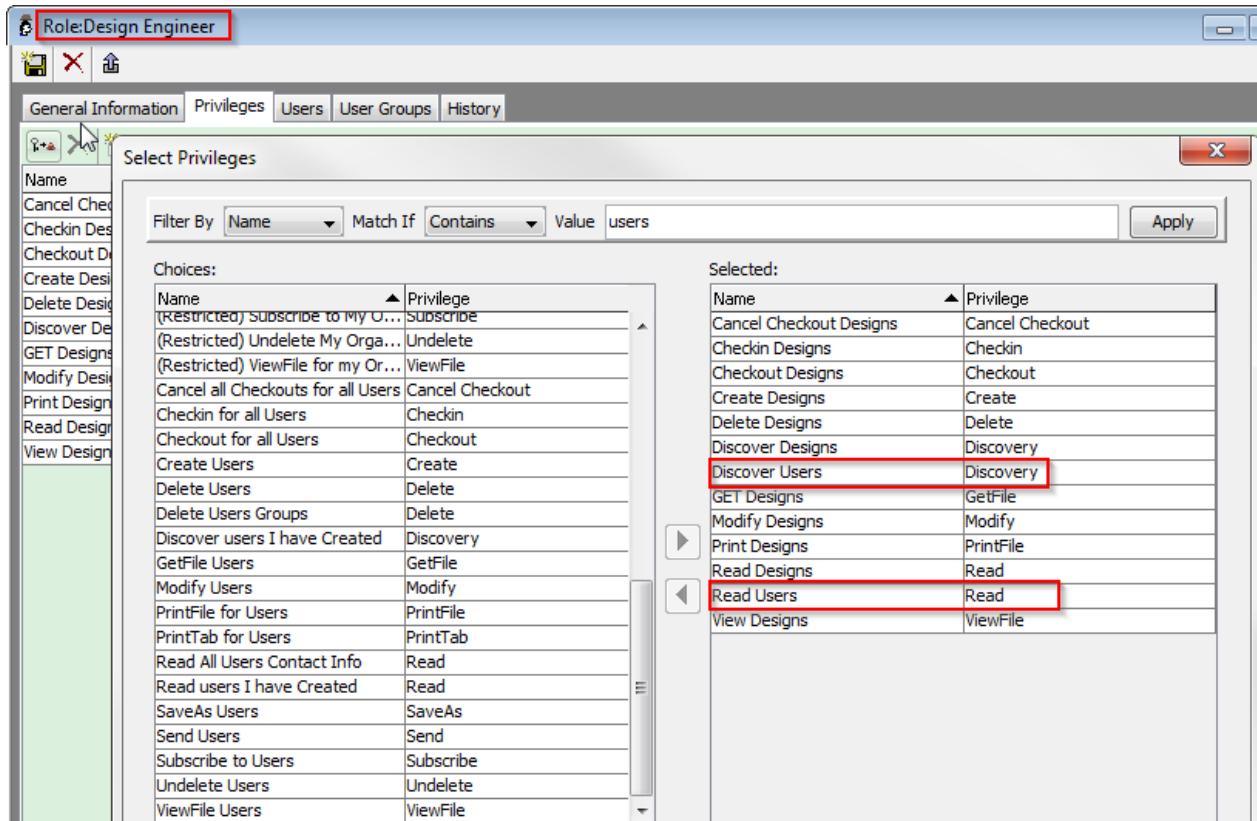 Role:Design Engineer
General Information Privileges Users User Groups History
Select Privileges
Name
Cancel Chec
Checkin Des
Checkout D
Create Desi
Delete Desig
Discover De
GET Designs
Modify Desig
Print Design
Read Design
View Design
Filter By Name Match If Contains Value users Apply
Choices: Selected:
Name Privilege
(Restricted) Subscribe to My O... Subscribe
(Restricted) Undelete My Orga... Undelete
(Restricted) ViewFile for my Or... ViewFile
Cancel all Checkouts for all Users Cancel Checkout
Checkin for all Users Checkin
Checkout for all Users Checkout
Create Users Create
Delete Users Delete
Delete Users Groups Delete
Discover users I have Created Discovery
GetFile Users GetFile
Modify Users Modify
PrintFile for Users PrintFile
PrintTab for Users PrintTab
Read All Users Contact Info Read
Read users I have Created Read
SaveAs Users SaveAs
Send Users Send
Subscribe to Users Subscribe
Undelete Users Undelete
ViewFile Users ViewFile
Name Privilege
Cancel Checkout Designs Cancel Checkout
Checkin Designs Checkin
Checkout Designs Checkout
Create Designs Create
Delete Designs Delete
Discover Designs Discovery
Discover Users Discovery
GET Designs GetFile
Modify Designs Modify
Print Designs PrintFile
Read Designs Read
Read Users Read
View Designs ViewFile